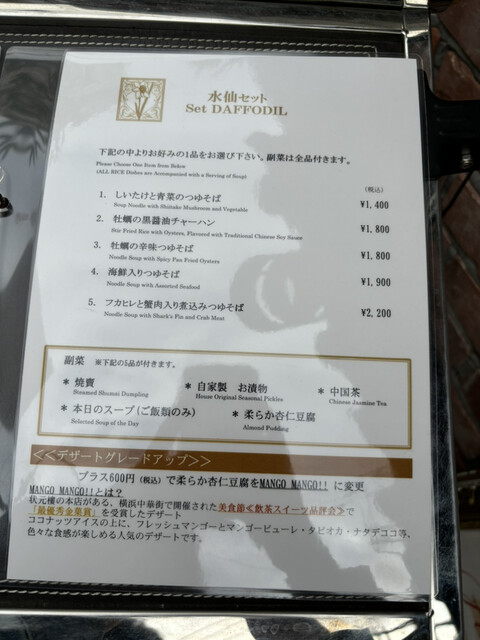 水仙セット
Set DAFFODIL
下記の中よりお好みの1品をお選び下さい。副菜は全品付きます。
Please Choose One Item from Below
(ALL RICE Dishes are Accompanied with a Serving of Soup)
(税込)
1. しいたけと青菜のつゆそば ¥1,400
Soup Noodle with Shiitake Mushroom and Vegetable
2. 牡蠣の黒醤油チャーハン ¥1,800
Stir Fried Rice with Oysters, Flavored with Traditional Chinese Soy Sauce
3. 牡蠣の辛味つゆそば ¥1,800
Noodle Soup with Spicy Pan Fried Oysters
4. 海鮮入りつゆそば ¥1,900
Noodle Soup with Assorted Seafood
5. フカヒレと蟹肉入り煮込みつゆそば ¥2,200
Noodle Soup with Shark's Fin and Crab Meat
副菜 ※下記の5品が付きます。
* 焼賣 * 自家製 お漬物 * 中国茶
Steamed Shumai Dumpling House Original Seasonal Pickles Chinese Jasmine Tea
* 本日のスープ(ご飯類のみ) * 柔らか杏仁豆腐
Selected Soup of the Day Almond Pudding
≪デザートグレードアップ≫
プラス600円(税込)で柔らか杏仁豆腐をMANGO MANGO!! に変更
MANGO MANGO!!とは?
状元樓の本店がある、横浜中華街で開催された美食節≪飲茶スイーツ品評会≫で
「最優秀金菓賞」を受賞したデザート
ココナッツアイスの上に、フレッシュマンゴーとマンゴーピューレ・タピオカ・ナタデココ等、
色々な食感が楽しめる人気のデザートです。